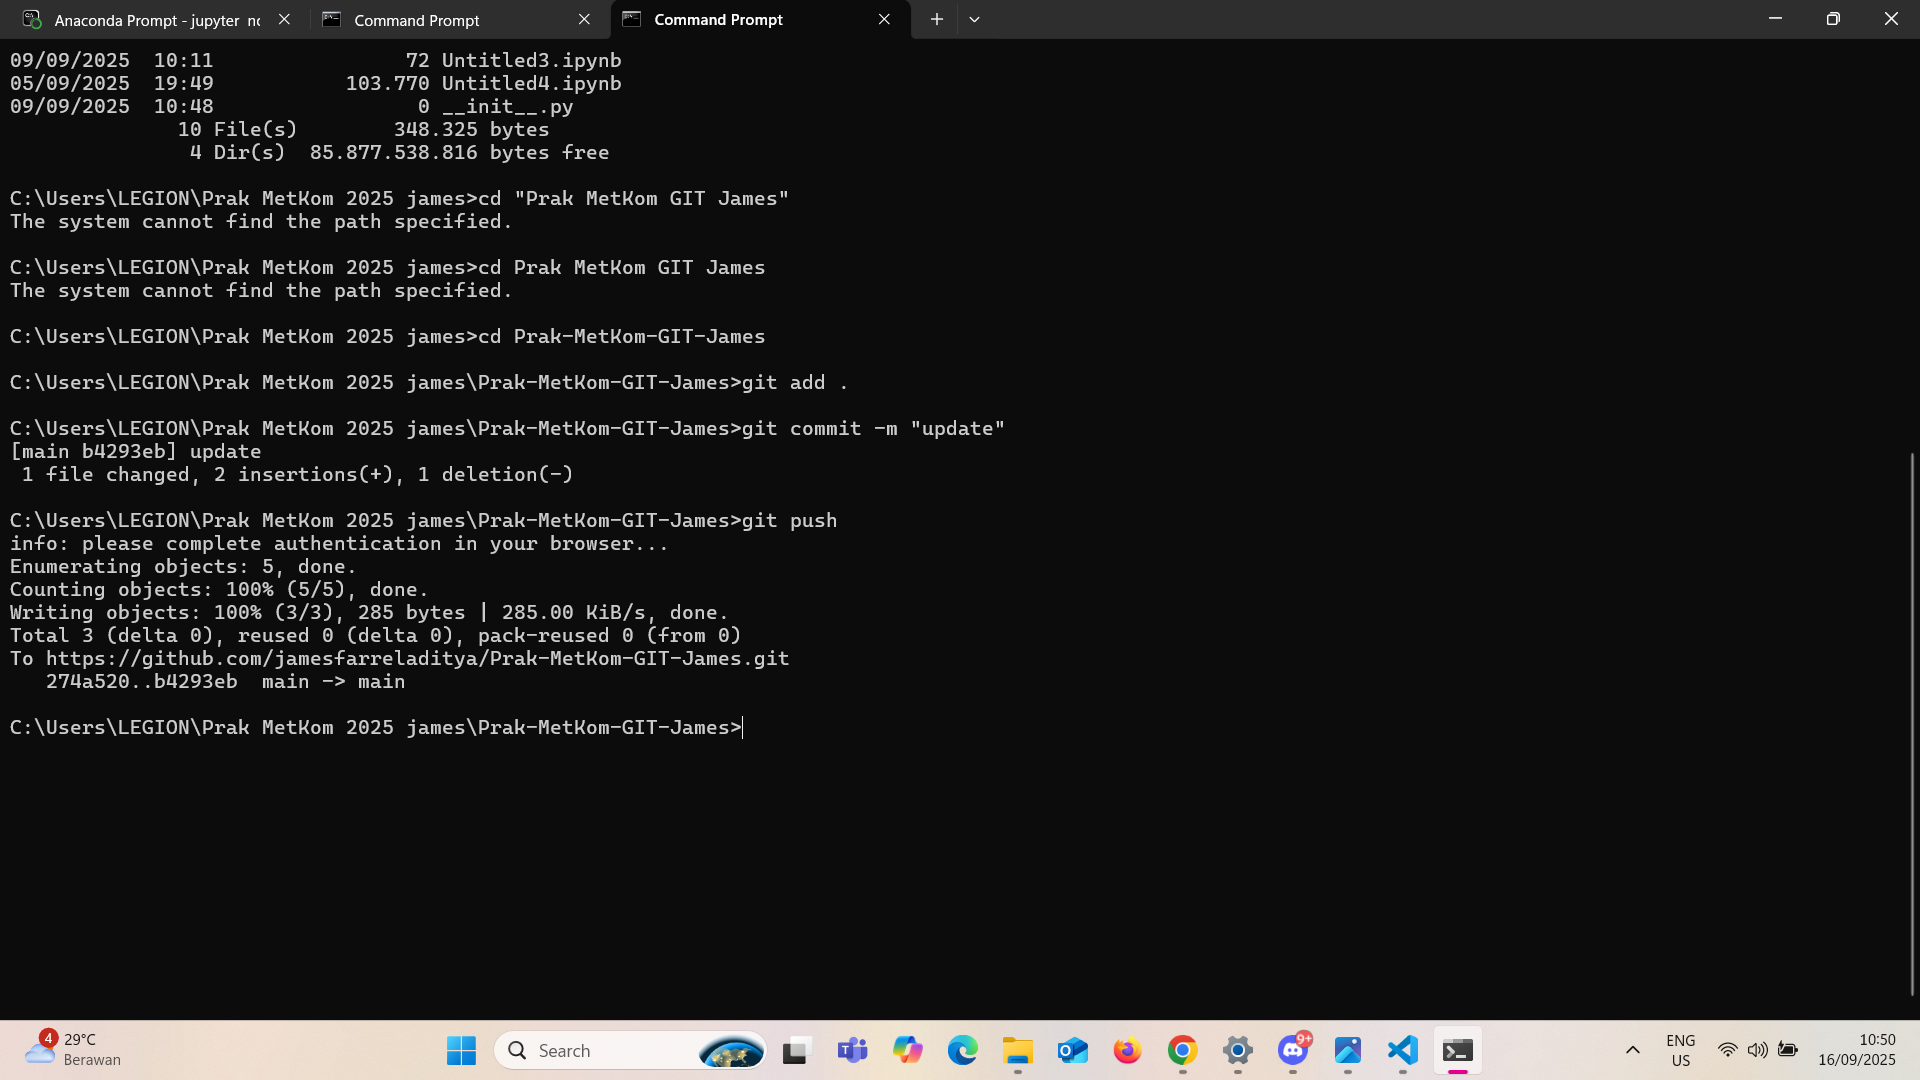 Anaconda Prompt - jupyter nc
Command Prompt
Command Prompt
09/09/2025  10:11                72 Untitled3.ipynb
05/09/2025  19:49           103.770 Untitled4.ipynb
09/09/2025  10:48                 0 __init__.py
              10 File(s)        348.325 bytes
               4 Dir(s)  85.877.538.816 bytes free
C:\Users\LEGION\Prak MetKom 2025 james>cd "Prak MetKom GIT James"
The system cannot find the path specified.
C:\Users\LEGION\Prak MetKom 2025 james>cd Prak MetKom GIT James
The system cannot find the path specified.
C:\Users\LEGION\Prak MetKom 2025 james>cd Prak-MetKom-GIT-James
C:\Users\LEGION\Prak MetKom 2025 james\Prak-MetKom-GIT-James>git add .
C:\Users\LEGION\Prak MetKom 2025 james\Prak-MetKom-GIT-James>git commit -m "update"
[main b4293eb] update
 1 file changed, 2 insertions(+), 1 deletion(-)
C:\Users\LEGION\Prak MetKom 2025 james\Prak-MetKom-GIT-James>git push
info: please complete authentication in your browser...
Enumerating objects: 5, done.
Counting objects: 100% (5/5), done.
Writing objects: 100% (3/3), 285 bytes | 285.00 KiB/s, done.
Total 3 (delta 0), reused 0 (delta 0), pack-reused 0 (from 0)
To https://github.com/jamesfarreladitya/Prak-MetKom-GIT-James.git
   274a520..b4293eb  main -> main
C:\Users\LEGION\Prak MetKom 2025 james\Prak-MetKom-GIT-James>
4
29°C
Berawan
Search
9+
ENG
US
10:50
16/09/2025